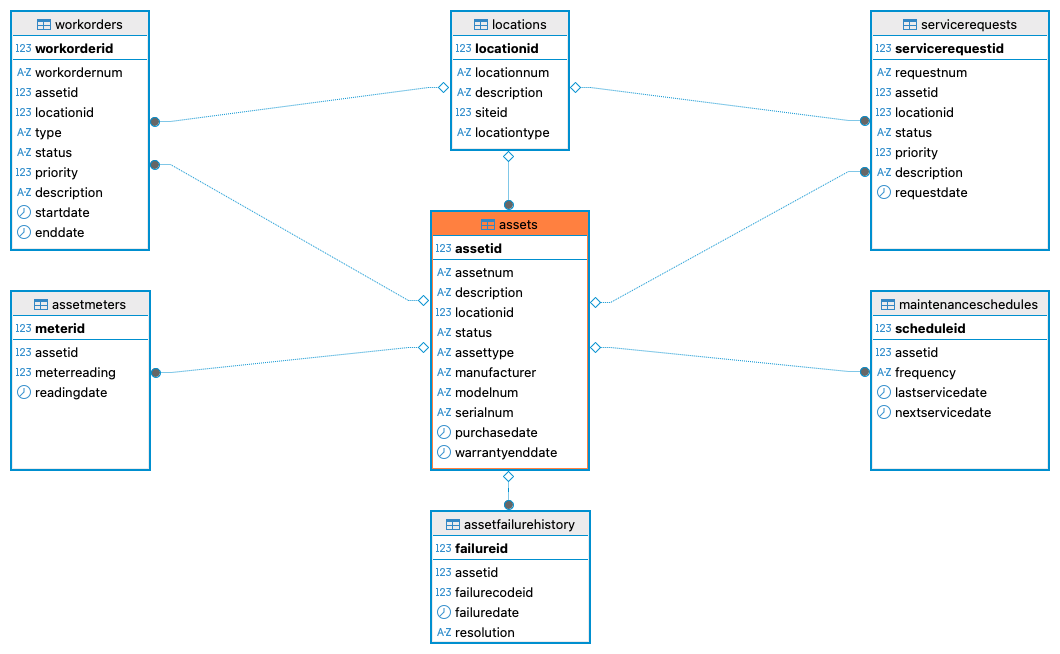 workorders
123 workorderid
A-Z workordernum
123 assetid
123 locationid
A-Z type
A-Z status
123 priority
A-Z description
startdate
enddate
locations
123 locationid
A-Z locationnum
A-Z description
123 siteid
A-Z locationtype
servicerequests
123 servicerequestid
A-Z requestnum
123 assetid
123 locationid
A-Z status
123 priority
A-Z description
requestdate
assets
123 assetid
A-Z assetnum
A-Z description
123 locationid
A-Z status
A-Z assettype
A-Z manufacturer
A-Z modelnum
A-Z serialnum
purchasedate
warrantyenddate
assetmeters
123 meterid
123 assetid
123 meterreading
readingdate
maintenanceschedules
123 scheduleid
123 assetid
A-Z frequency
lastservicedate
nextservicedate
assetfailurehistory
123 failureid
123 assetid
123 failurecodeid
failuredate
A-Z resolution